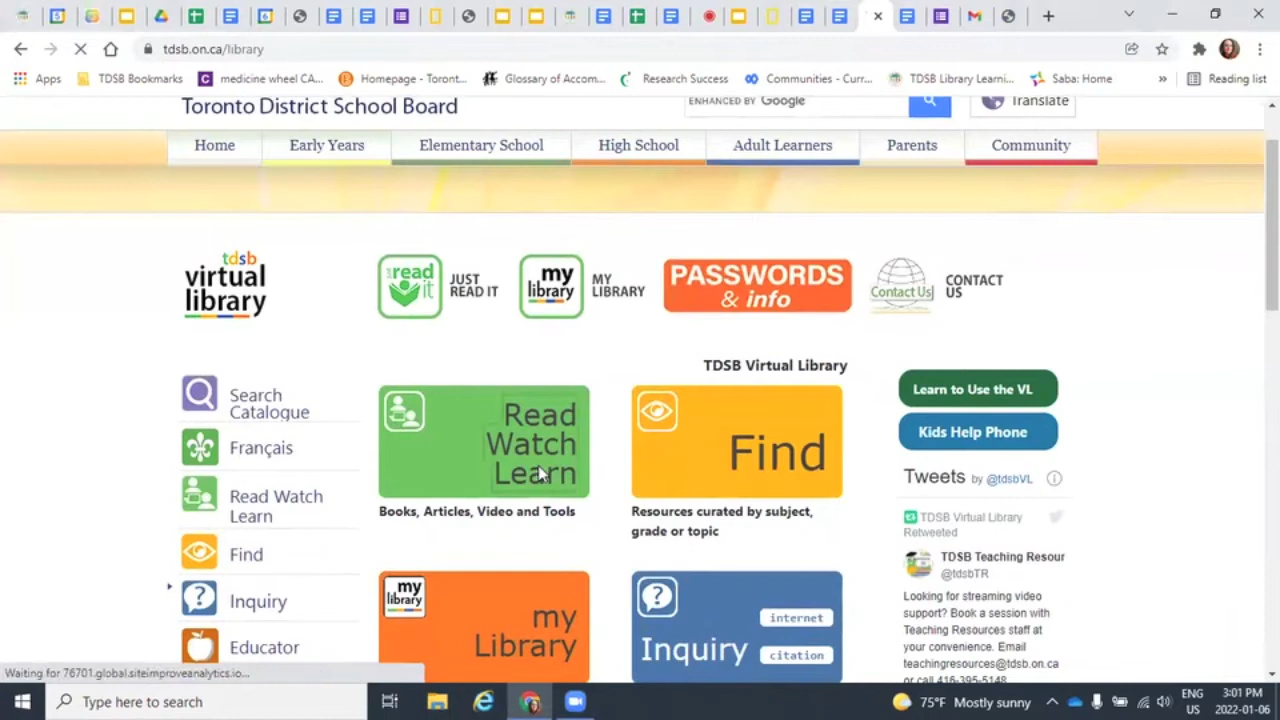 tdsb.on.ca/library
Apps
TDSB Bookmarks
medicine wheel CA...
Homepage - Toront...
Glossary of Accom...
Research Success
Communities - Curr...
TDSB Library Learni...
Saba: Home
»
Reading list
Toronto District School Board
ENHANCED BY Google
Translate
Home
Early Years
Elementary School
High School
Adult Learners
Parents
Community
tdsb
virtual
library
read
it
JUST
READ IT
my
library
MY
LIBRARY
PASSWORDS
& info
Contact Us
CONTACT
US
TDSB Virtual Library
Search
Catalogue
Français
Read Watch
Learn
Find
Inquiry
Educator
Read
Watch
Learn
Books, Articles, Video and Tools
Find
Resources curated by subject,
grade or topic
my
library
my
Library
Inquiry
internet
citation
Learn to Use the VL
Kids Help Phone
Tweets by @tdsbVL
TDSB Virtual Library
Retweeted
TDSB Teaching Resour
@tdsbTR
Looking for streaming video
support? Book a session with
Teaching Resources staff at
your convenience. Email
teachingresources@tdsb.on.ca
or call 416-395-5148
Waiting for 76701.global.siteimproveanalytics.io...
Type here to search
75°F Mostly sunny
ENG
US
3:01 PM
2022-01-06